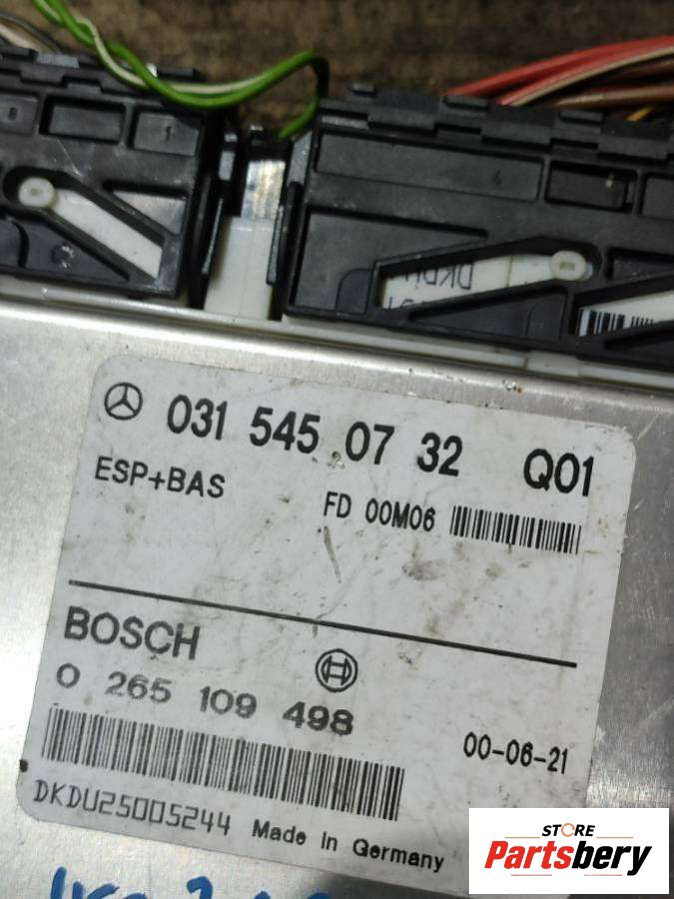 031 545 07 32 Q01
ESP+BAS
FD 00M06
BOSCH
0 265 109 498
00-06-21
DKDU25005244 Made in Germany
STORE
Partsbery